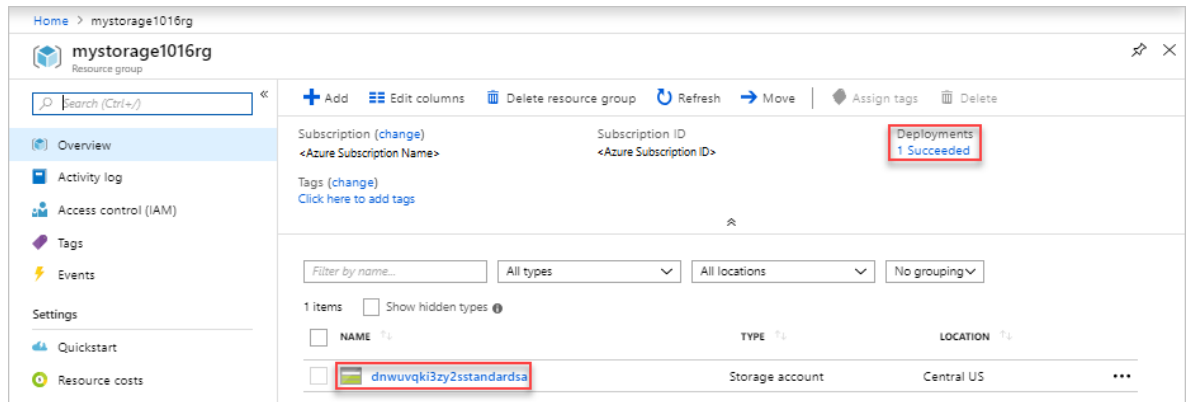 Home > mystorage1016rg
mystorage1016rg
Resource group
Search (Ctrl+/)
Overview
Activity log
Access control (IAM)
Tags
Events
Settings
Quickstart
Resource costs
Add Edit columns Delete resource group Refresh Move Assign tags Delete
Subscription (change) Subscription ID Deployments
<Azure Subscription Name> <Azure Subscription ID> 1 Succeeded
Tags (change)
Click here to add tags
Filter by name... All types All locations No grouping
1 items Show hidden types
NAME TYPE LOCATION
dnwuvqki3zy2sstandardsa Storage account Central US